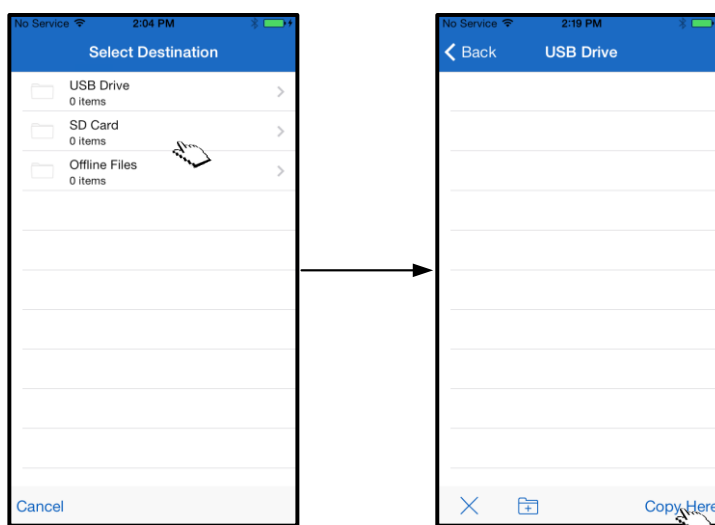 No Service 2:04 PM
Select Destination
USB Drive
0 items
SD Card
0 items
Offline Files
0 items
Cancel
No Service 2:19 PM
Back USB Drive
Copy Here